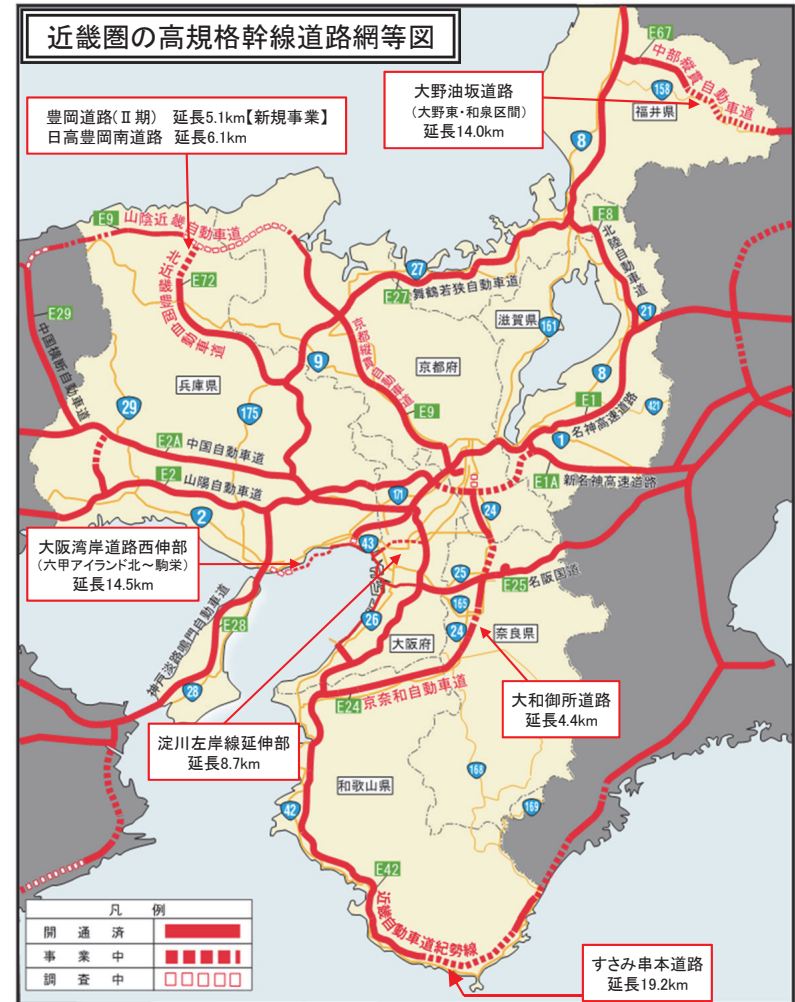 近畿圏の高規格幹線道路網等図
E67
中部縦貫自動車道
158
福井県
大野油坂道路
（大野東・和泉区間）
延長14.0km
豊岡道路(Ⅱ期)　延長5.1km【新規事業】
日高豊岡南道路　延長6.1km
8
E9
山陰近畿自動車道
E8
北陸自動車道
北近畿豊岡自動車道
E72
27
E27
舞鶴若狭自動車道
E29
中国横断自動車道
滋賀県
161
21
京都縦貫自動車道
京都府
9
8
兵庫県
29
175
E9
E1
421
名神高速道路
1
E2A
中国自動車道
E2
山陽自動車道
E1A
新名神高速道路
171
24
2
大阪湾岸道路西伸部
（六甲アイランド北～駒栄）
延長14.5km
43
25
E25
名阪国道
165
E28
神戸淡路鳴門自動車道
26
大阪府
24
奈良県
28
E24
京奈和自動車道
大和御所道路
延長4.4km
淀川左岸線延伸部
延長8.7km
和歌山県
168
169
42
E42
近畿自動車道紀勢線
すさみ串本道路
延長19.2km
凡　例
開　通　済
事　業　中
調　査　中